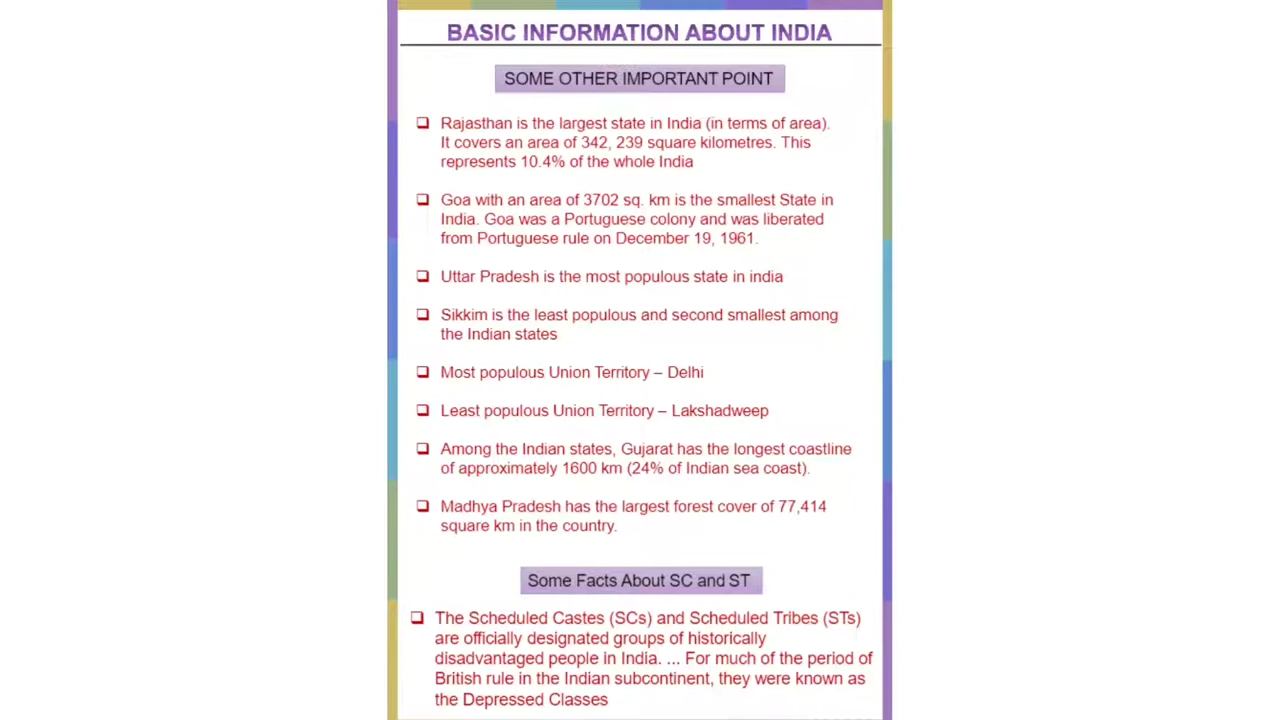 BASIC INFORMATION ABOUT INDIA
SOME OTHER IMPORTANT POINT
❑ Rajasthan is the largest state in India (in terms of area).
It covers an area of 342, 239 square kilometres. This
represents 10.4% of the whole India
❑ Goa with an area of 3702 sq. km is the smallest State in
India. Goa was a Portuguese colony and was liberated
from Portuguese rule on December 19, 1961.
❑ Uttar Pradesh is the most populous state in india
❑ Sikkim is the least populous and second smallest among
the Indian states
❑ Most populous Union Territory – Delhi
❑ Least populous Union Territory – Lakshadweep
❑ Among the Indian states, Gujarat has the longest coastline
of approximately 1600 km (24% of Indian sea coast).
❑ Madhya Pradesh has the largest forest cover of 77,414
square km in the country.
Some Facts About SC and ST
❑ The Scheduled Castes (SCs) and Scheduled Tribes (STs)
are officially designated groups of historically
disadvantaged people in India. ... For much of the period of
British rule in the Indian subcontinent, they were known as
the Depressed Classes